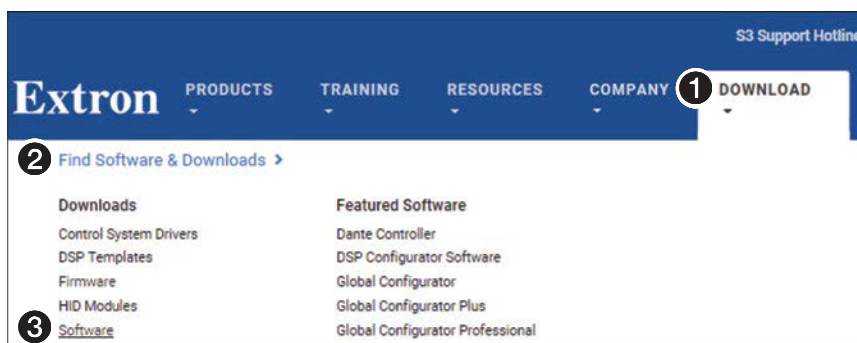 S3 Support Hotline
Extron PRODUCTS TRAINING RESOURCES COMPANY 1 DOWNLOAD
2 Find Software & Downloads >
Downloads Featured Software
Control System Drivers Dante Controller
DSP Templates DSP Configurator Software
Firmware Global Configurator
HID Modules Global Configurator Plus
3 Software Global Configurator Professional